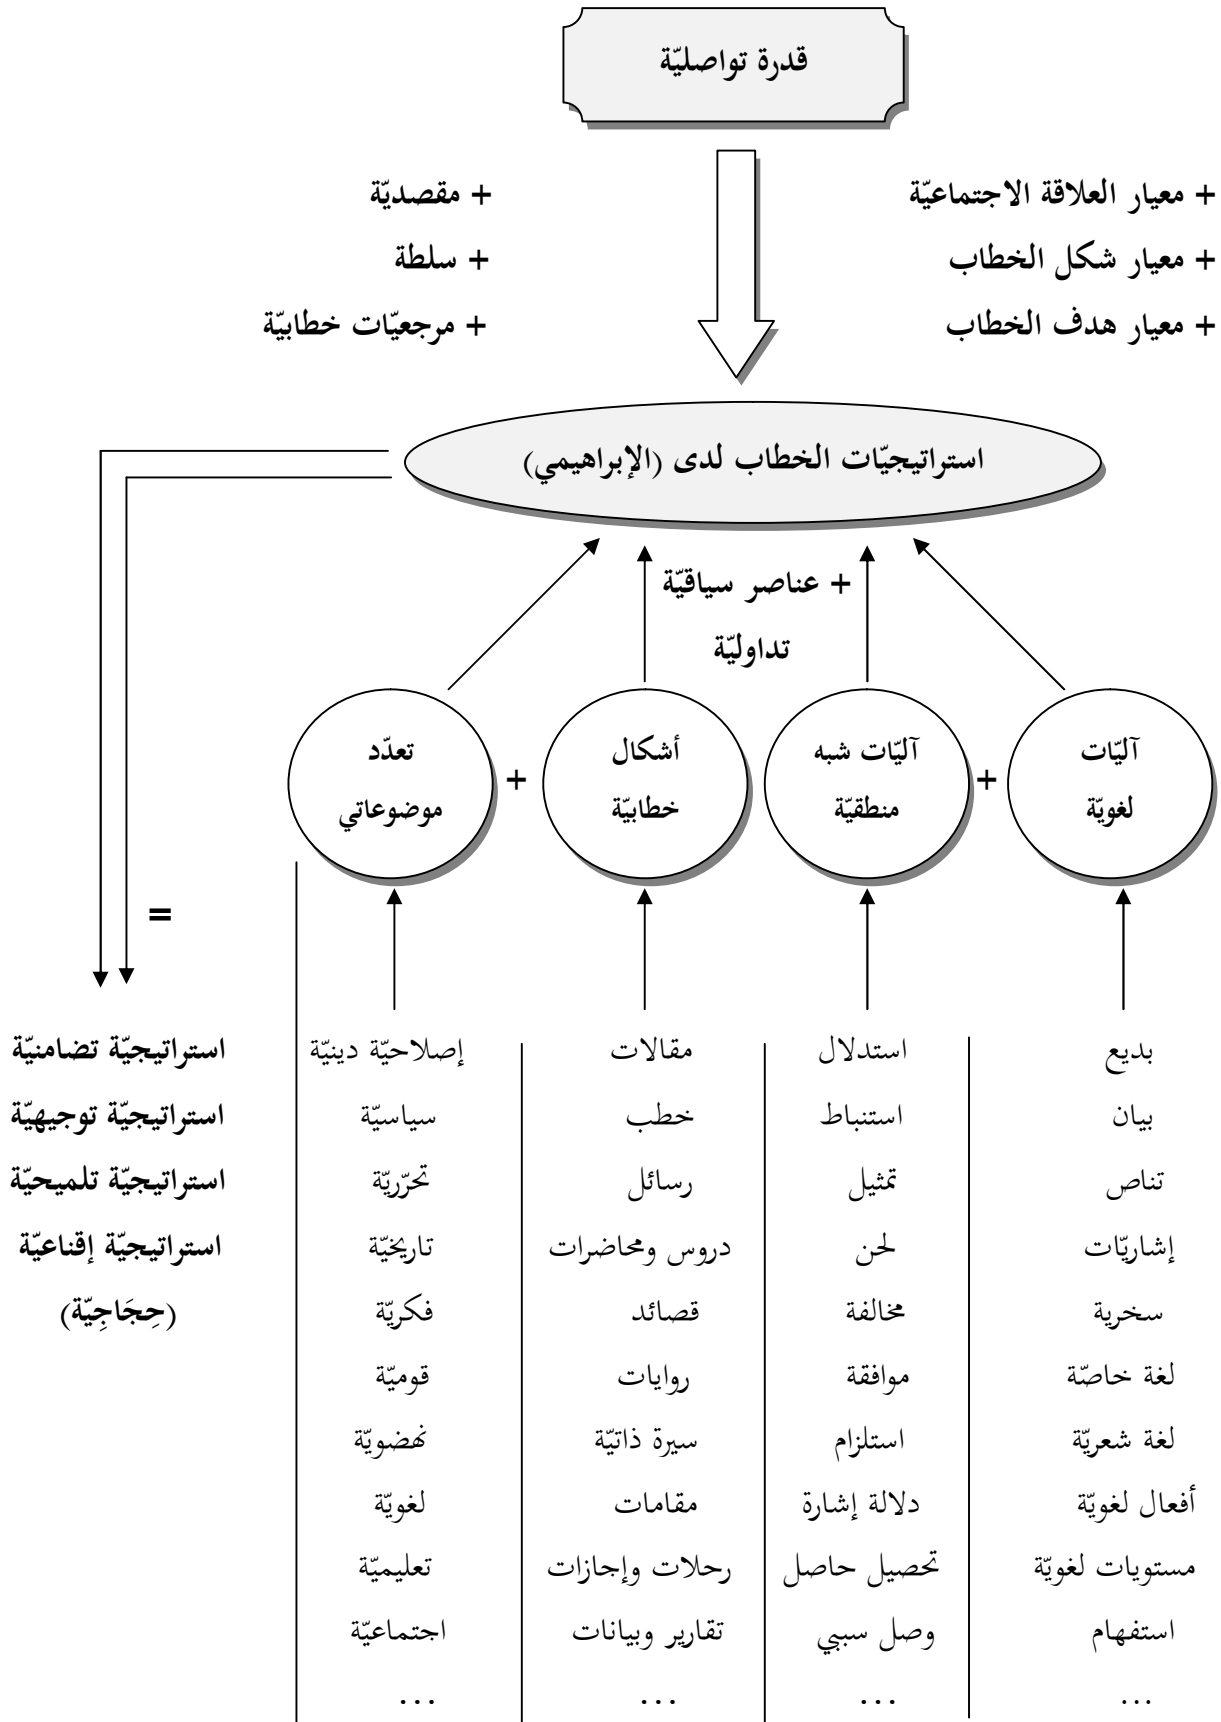 قدرة تواصليّة
+ معيار العلاقة الاجتماعيّة
+ معيار شكل الخطاب
+ معيار هدف الخطاب
+ مقصديّة
+ سلطة
+ مرجعيّات خطابيّة
استراتيجيّات الخطاب لدى (الإبراهيمي)
+ عناصر سياقيّة
تداوليّة
آليّات
لغويّة
+
آليّات شبه
منطقيّة
أشكال
خطابيّة
+
تعدّد
موضوعاتي
=
بديع
بيان
تناص
إشاريّات
سخرية
لغة خاصّة
لغة شعريّة
أفعال لغويّة
مستويات لغويّة
استفهام
...
استدلال
استنباط
تمثيل
لحن
مخالفة
موافقة
استلزام
دلالة إشارة
تحصيل حاصل
وصل سببي
...
مقالات
خطب
رسائل
دروس ومحاضرات
قصائد
روايات
سيرة ذاتيّة
مقامات
رحلات وإجازات
تقارير وبيانات
...
إصلاحيّة دينيّة
سياسيّة
تحرّريّة
تاريخيّة
فكريّة
قوميّة
نهضويّة
لغويّة
تعليميّة
اجتماعيّة
...
استراتيجيّة تضامنيّة
استراتيجيّة توجيهيّة
استراتيجيّة تلميحيّة
استراتيجيّة إقناعيّة
(حِجَاجِيّة)